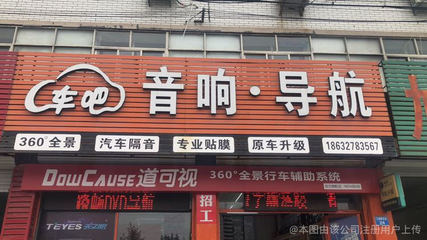 车吧 音响·导航
360°全景 汽车隔音 专业贴膜 原车升级 18632783567
DOWCAUSE道可视 360°全景行车辅助系统
招工
TEYES
@本图由该公司注册用户上传